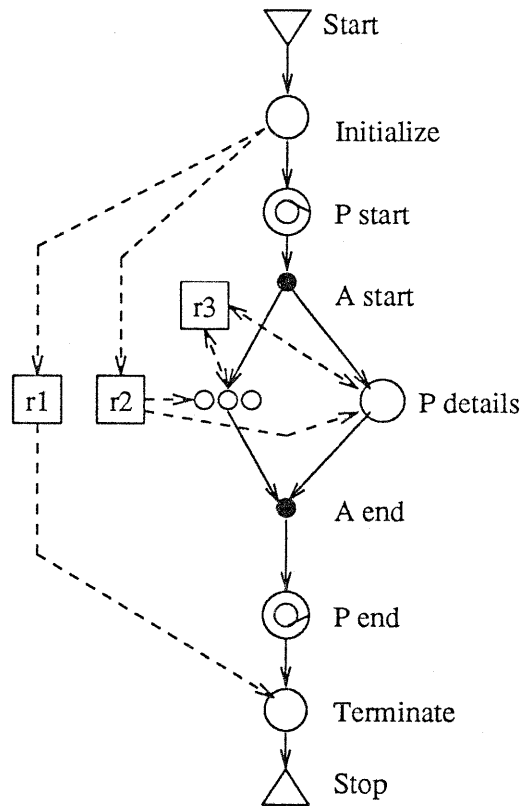 Start
Initialize
P start
A start
r3
r1
r2
P details
A end
P end
Terminate
Stop